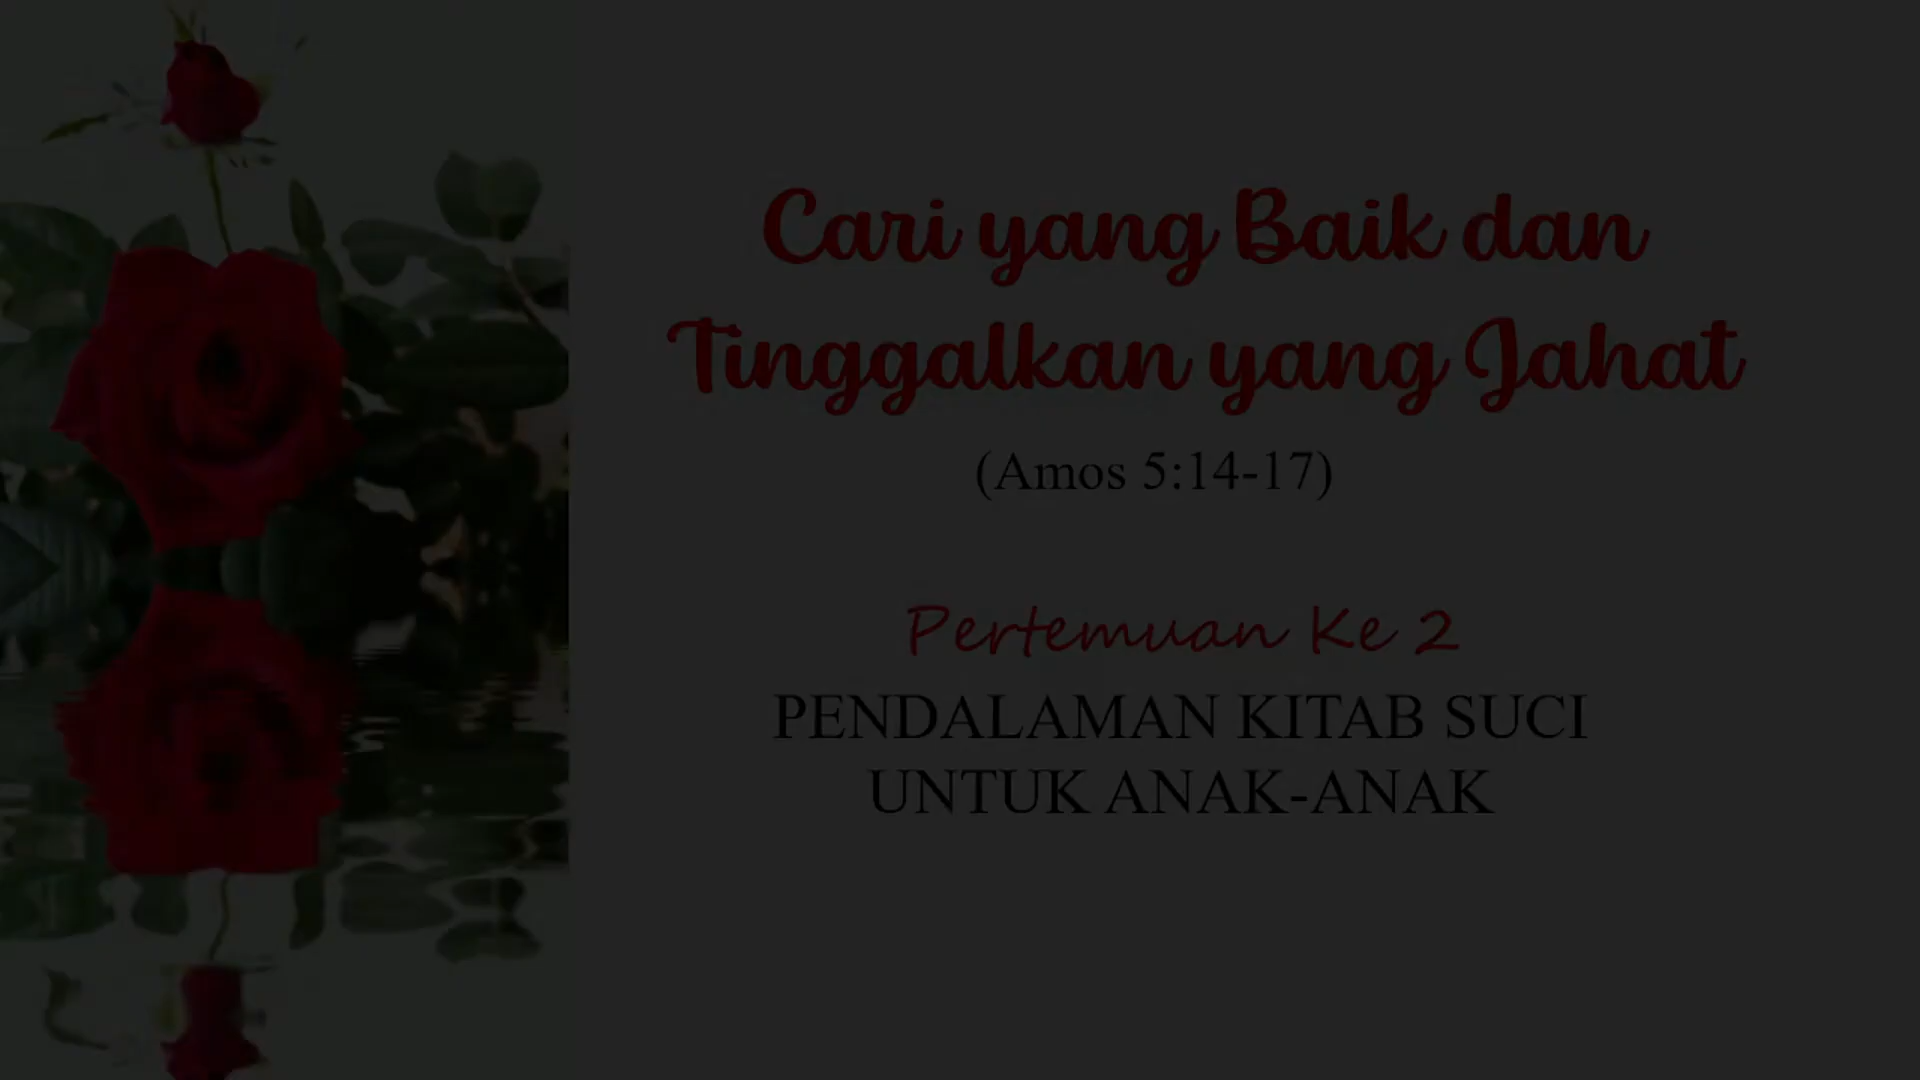 Cari yang Baik dan
Tinggalkan yang Jahat
(Amos 5:14-17)
Pertemuan Ke 2
PENDALAMAN KITAB SUCI
UNTUK ANAK-ANAK